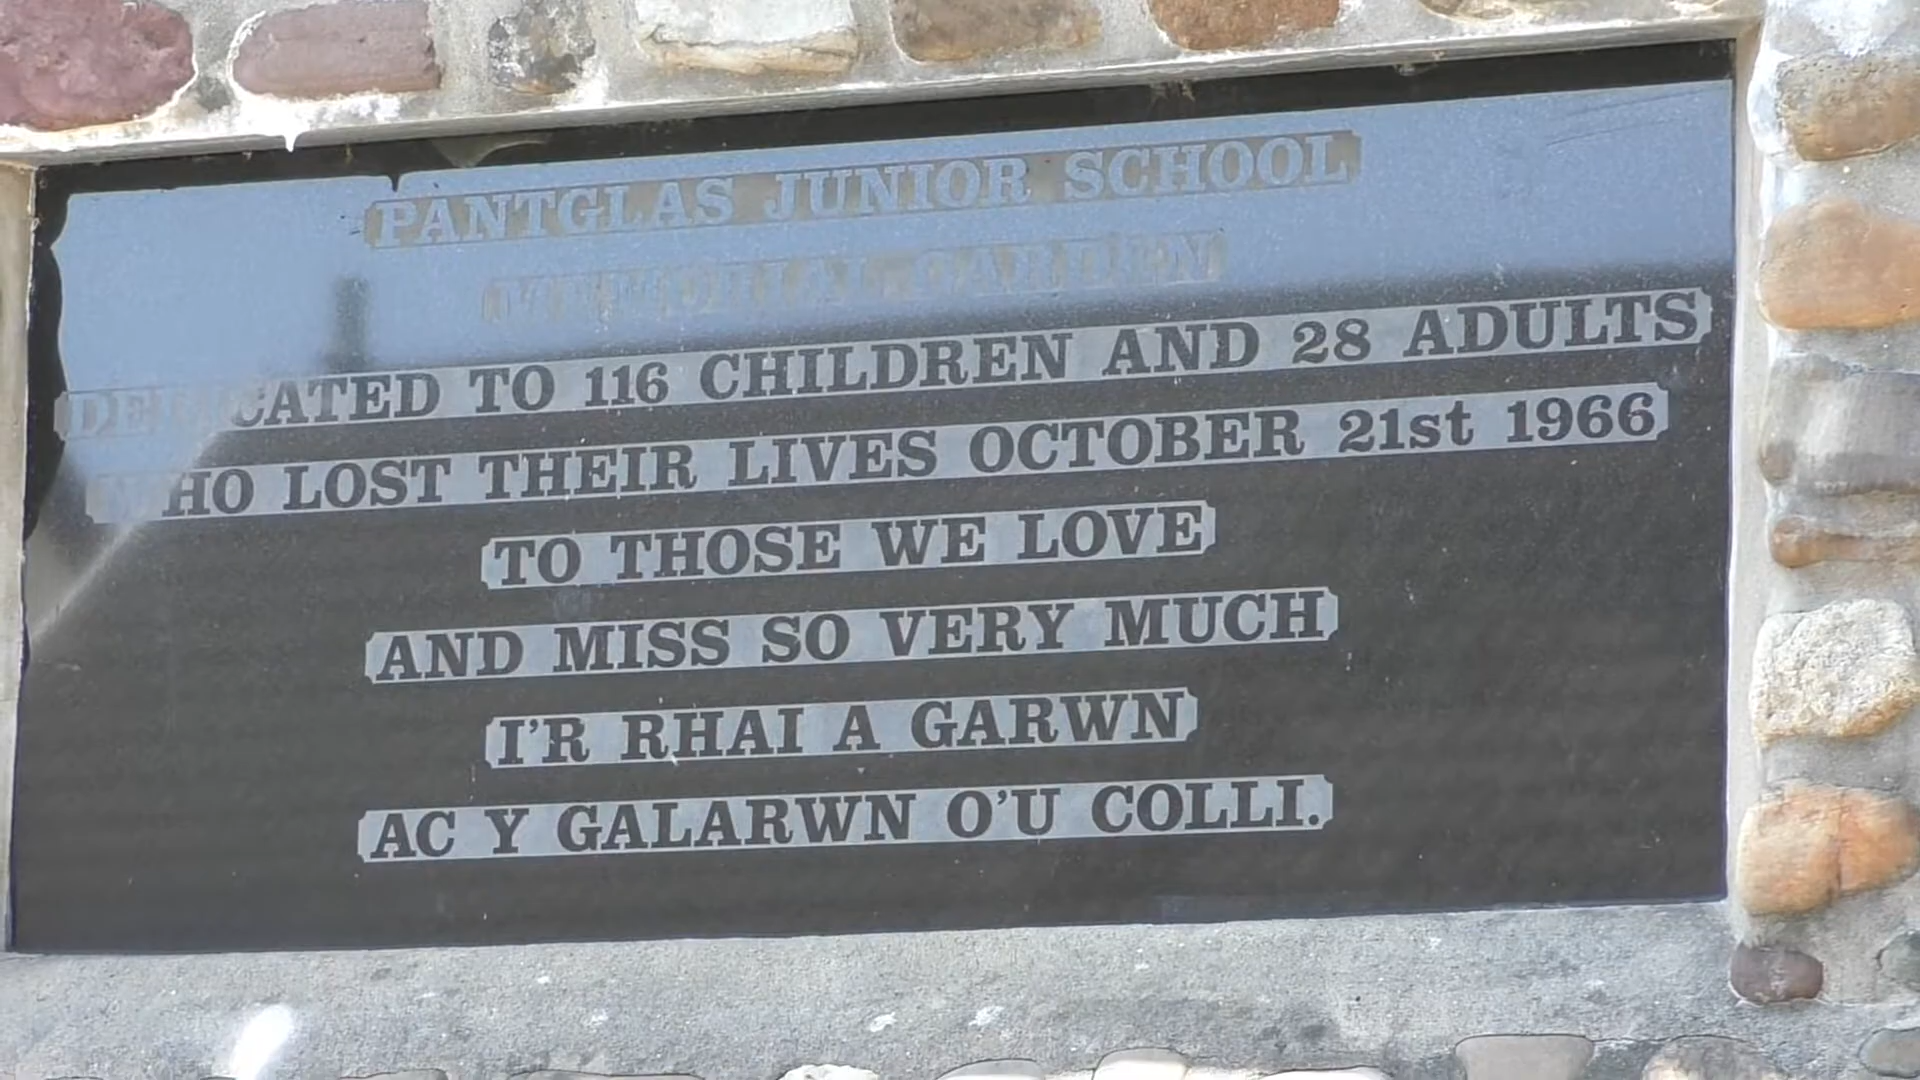 PANTGLAS JUNIOR SCHOOL
MEMORIAL GARDEN
DEDICATED TO 116 CHILDREN AND 28 ADULTS
WHO LOST THEIR LIVES OCTOBER 21st 1966
TO THOSE WE LOVE
AND MISS SO VERY MUCH
I'R RHAI A GARWN
AC Y GALARWN O'U COLLI.